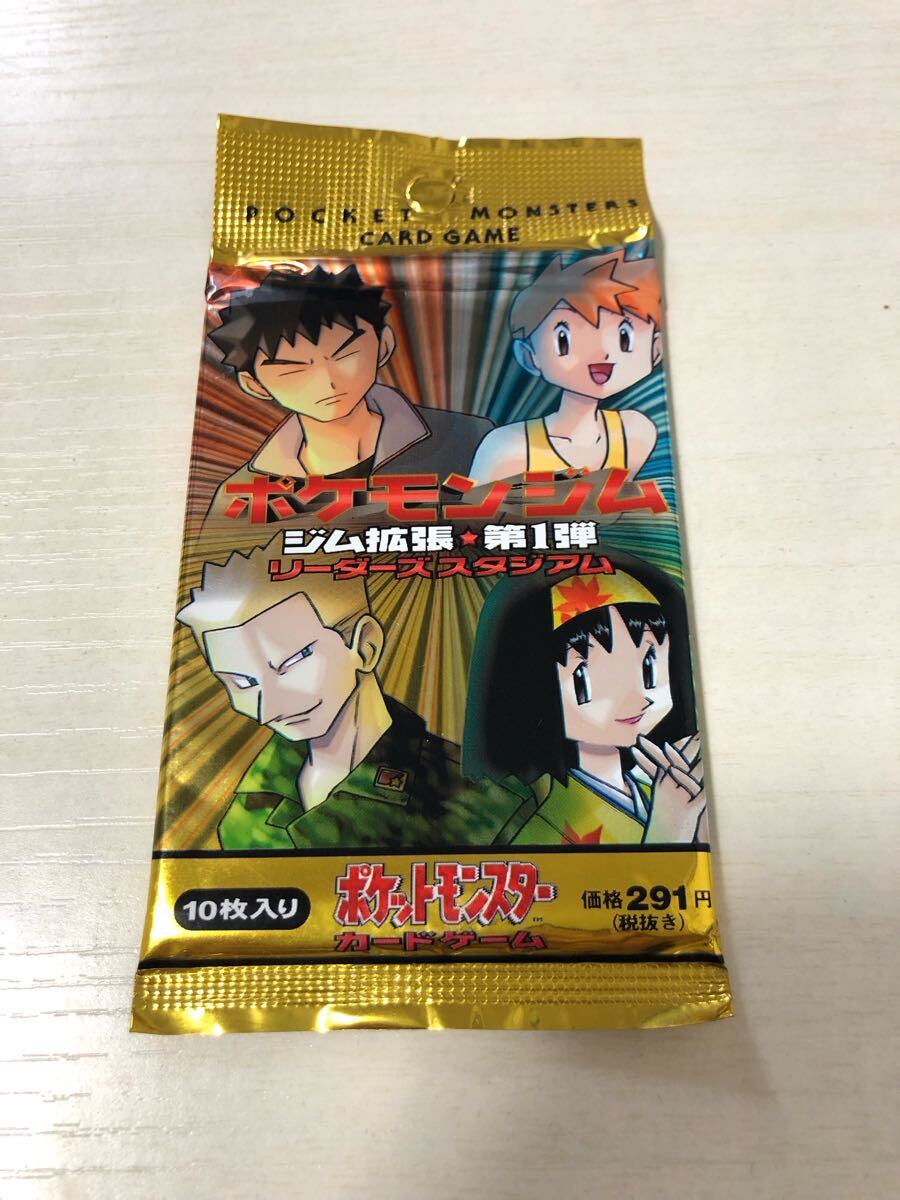 POCKET MONSTERS
CARD GAME
ポケモンジム
ジム拡張★第1弾
リーダーズスタジアム
10枚入り
ポケットモンスター™
カードゲーム
価格291円
(税抜き)